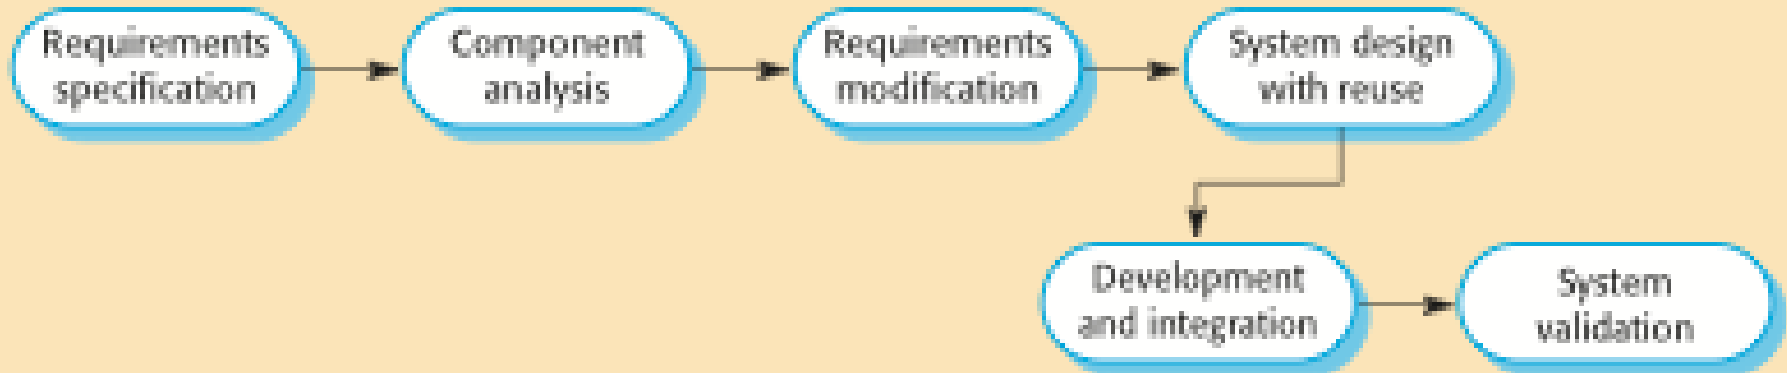 Requirements
specification
Component
analysis
Requirements
modification
System design
with reuse
Development
and integration
System
validation